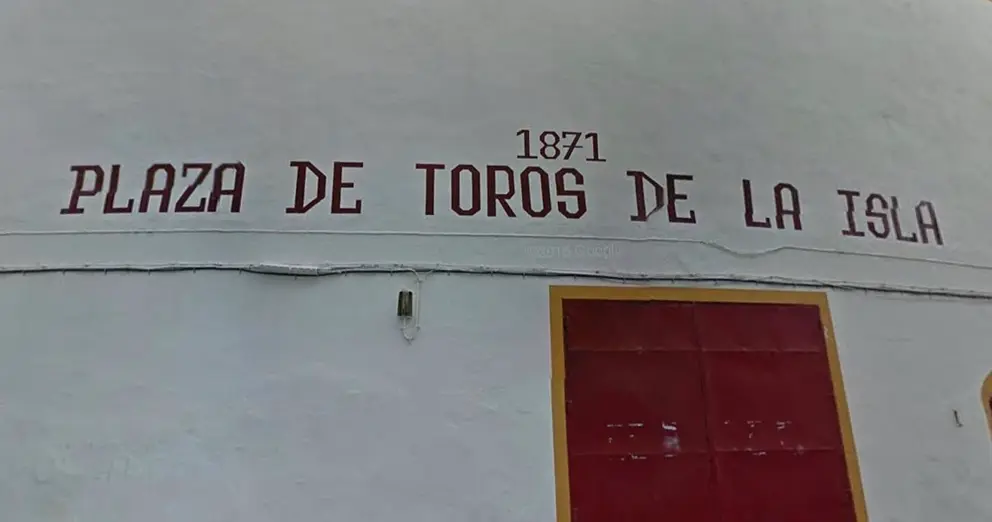 1871
PLAZA DE TOROS DE LA ISLA